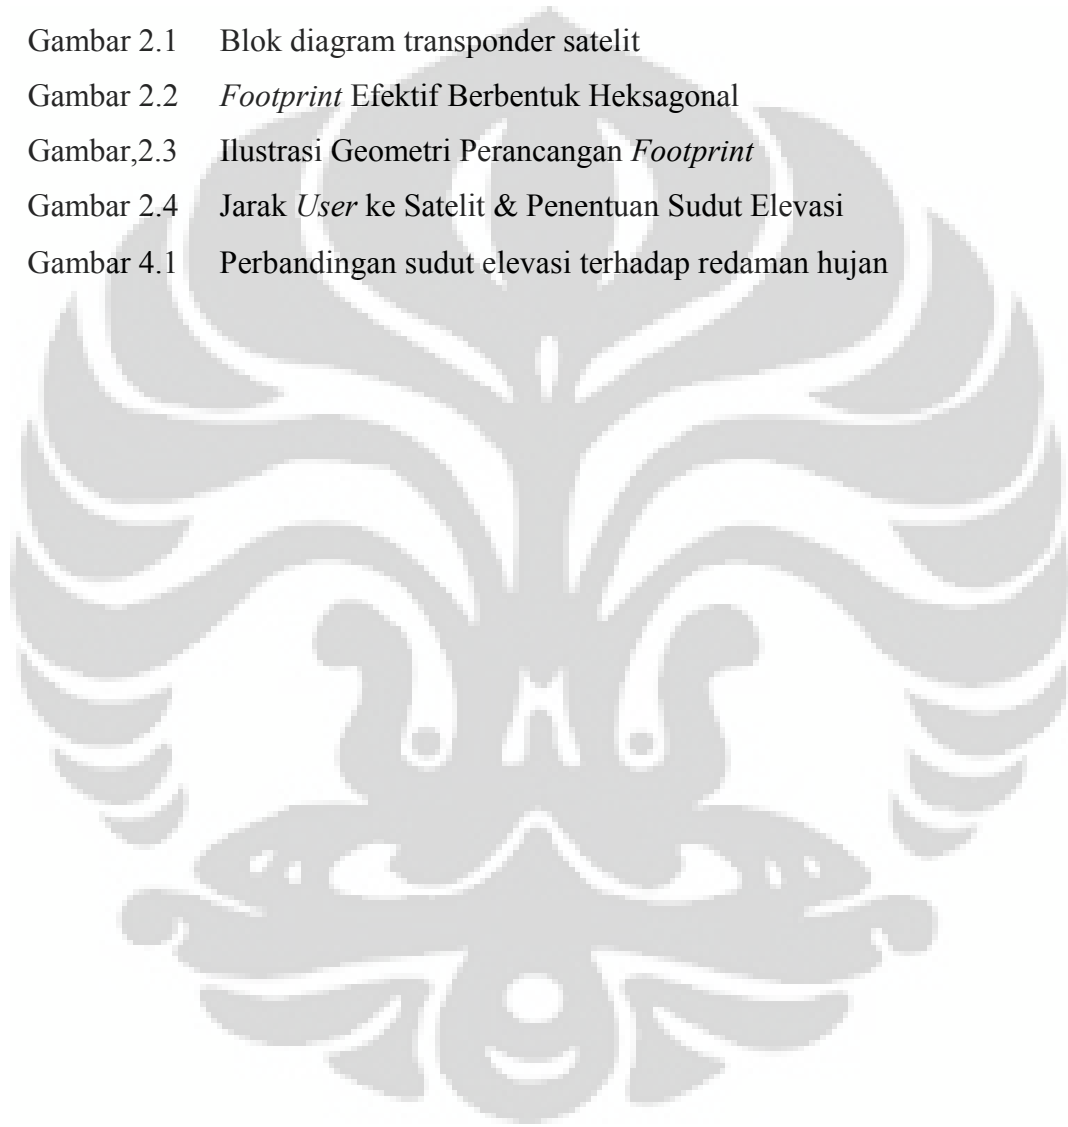 Gambar 2.1 Blok diagram transponder satelit
Gambar 2.2 Footprint Efektif Berbentuk Heksagonal
Gambar,2.3 Ilustrasi Geometri Perancangan Footprint
Gambar 2.4 Jarak User ke Satelit & Penentuan Sudut Elevasi
Gambar 4.1 Perbandingan sudut elevasi terhadap redaman hujan